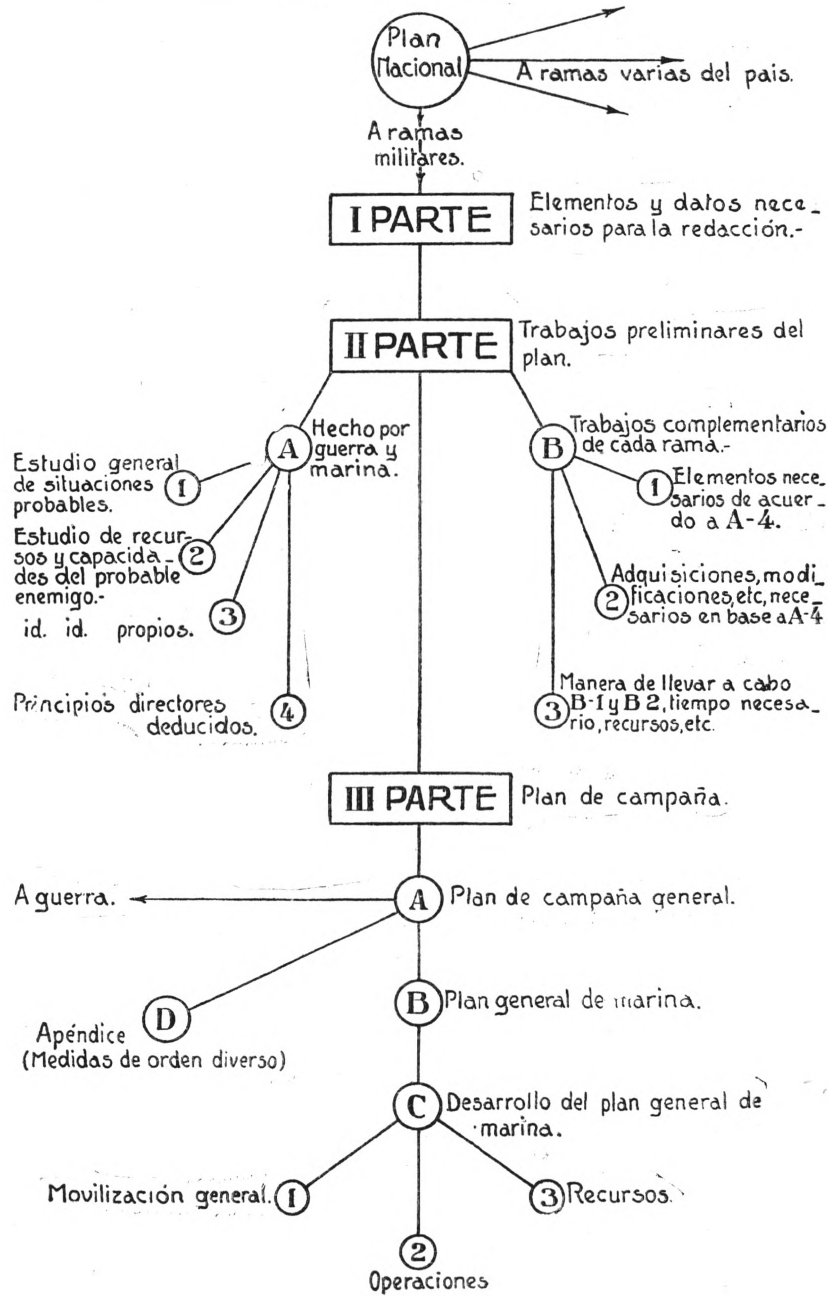 Plan
Nacional
A ramas varias del pais.
A ramas
militares.
I PARTE
Elementos y datos nece_
sarios para la redacción.-
II PARTE
Trabajos preliminares del
plan.
A
Hecho por
guerra y
marina.
B
Trabajos complementarios
de cada rama.-
Estudio general
de situaciones
probables.
1
Estudio de recur-
sos y capacida_
des del probable
enemigo.-
2
id. id. propios.
3
Principios directores
deducidos.
4
1
Elementos nece_
sarios de acuer_
do a A-4.
2
Adquisiciones, modi_
ficaciones, etc, nece_
sarios en base a A-4
3
Manera de llevar a cabo
B-1 y B 2, tiempo necesa_
rio, recursos, etc.
III PARTE
Plan de campaña.
A guerra.
A
Plan de campaña general.
D
Apéndice
(Medidas de orden diverso)
B
Plan general de marina.
C
Desarrollo del plan general de
marina.
Movilización general.
1
3
Recursos.
2
Operaciones